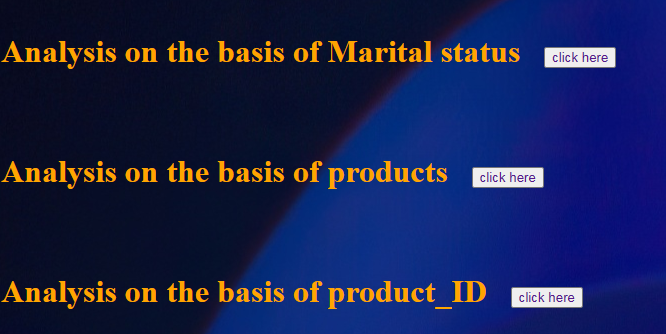 Analysis on the basis of Marital status click here
Analysis on the basis of products click here
Analysis on the basis of product_ID click here